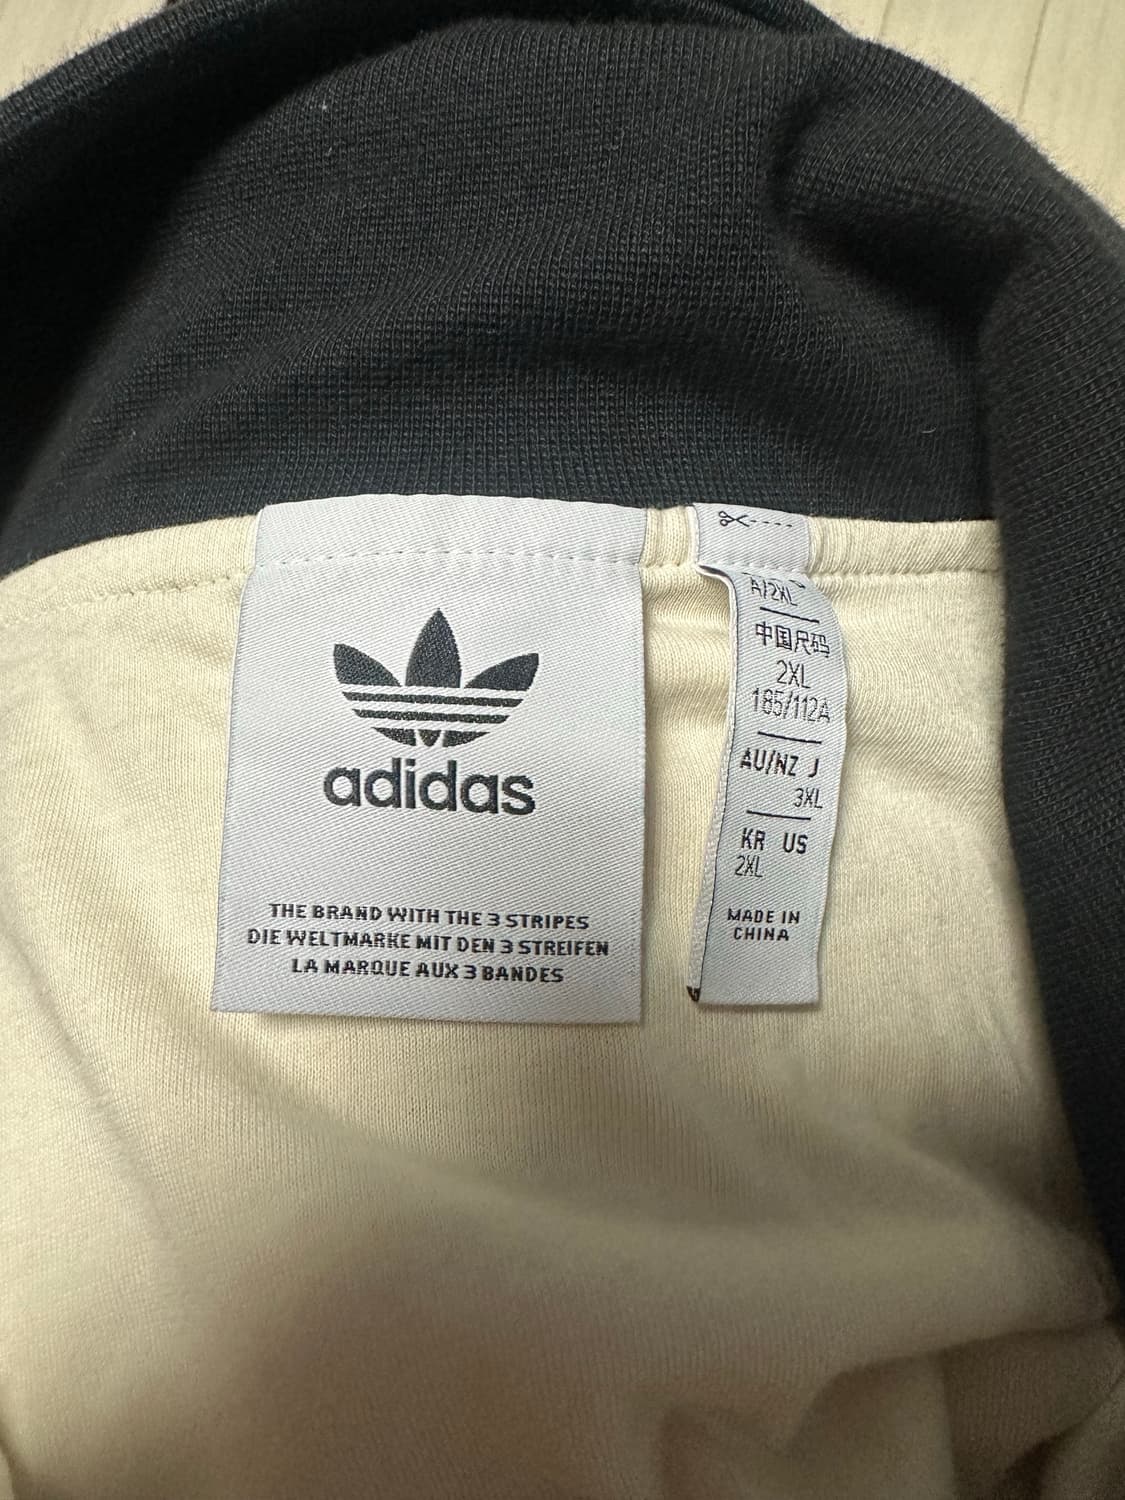 adidas
THE BRAND WITH THE 3 STRIPES
DIE WELTMARKE MIT DEN 3 STREIFEN
LA MARQUE AUX 3 BANDES
A/2XL
中国尺码
2XL
185/112A
AU/NZ J
3XL
KR US
2XL
MADE IN
CHINA